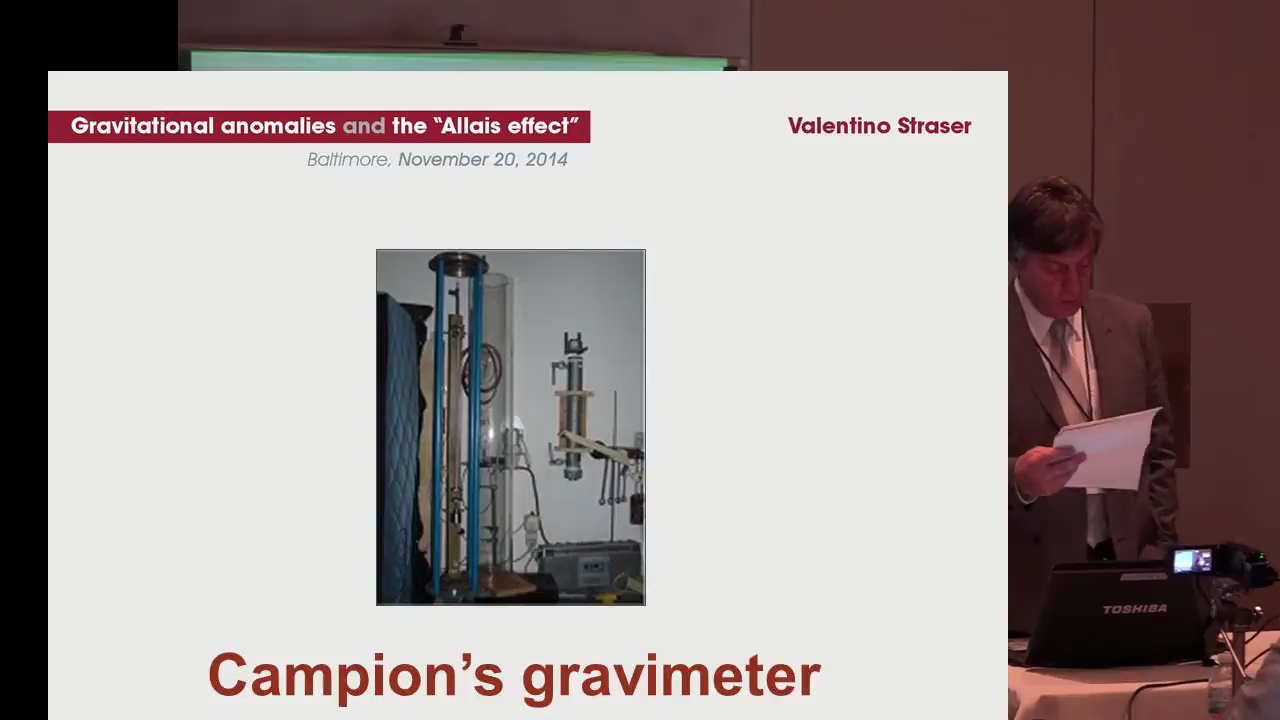 Gravitational anomalies and the “Allais effect”
Valentino Straser
Baltimore, November 20, 2014
Campion’s gravimeter
TOSHIBA